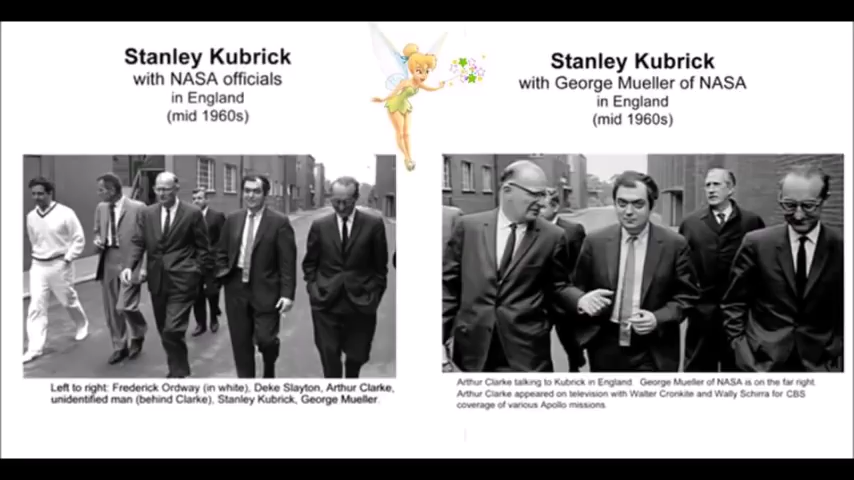 Stanley Kubrick
with NASA officials
in England
(mid 1960s)
Left to right: Frederick Ordway (in white), Deke Slayton, Arthur Clarke,
unidentified man (behind Clarke), Stanley Kubrick, George Mueller.
Stanley Kubrick
with George Mueller of NASA
in England
(mid 1960s)
Arthur Clarke talking to Kubrick in England. George Mueller of NASA is on the far right.
Arthur Clarke appeared on television with Walter Cronkite and Wally Schirra for CBS
coverage of various Apollo missions.